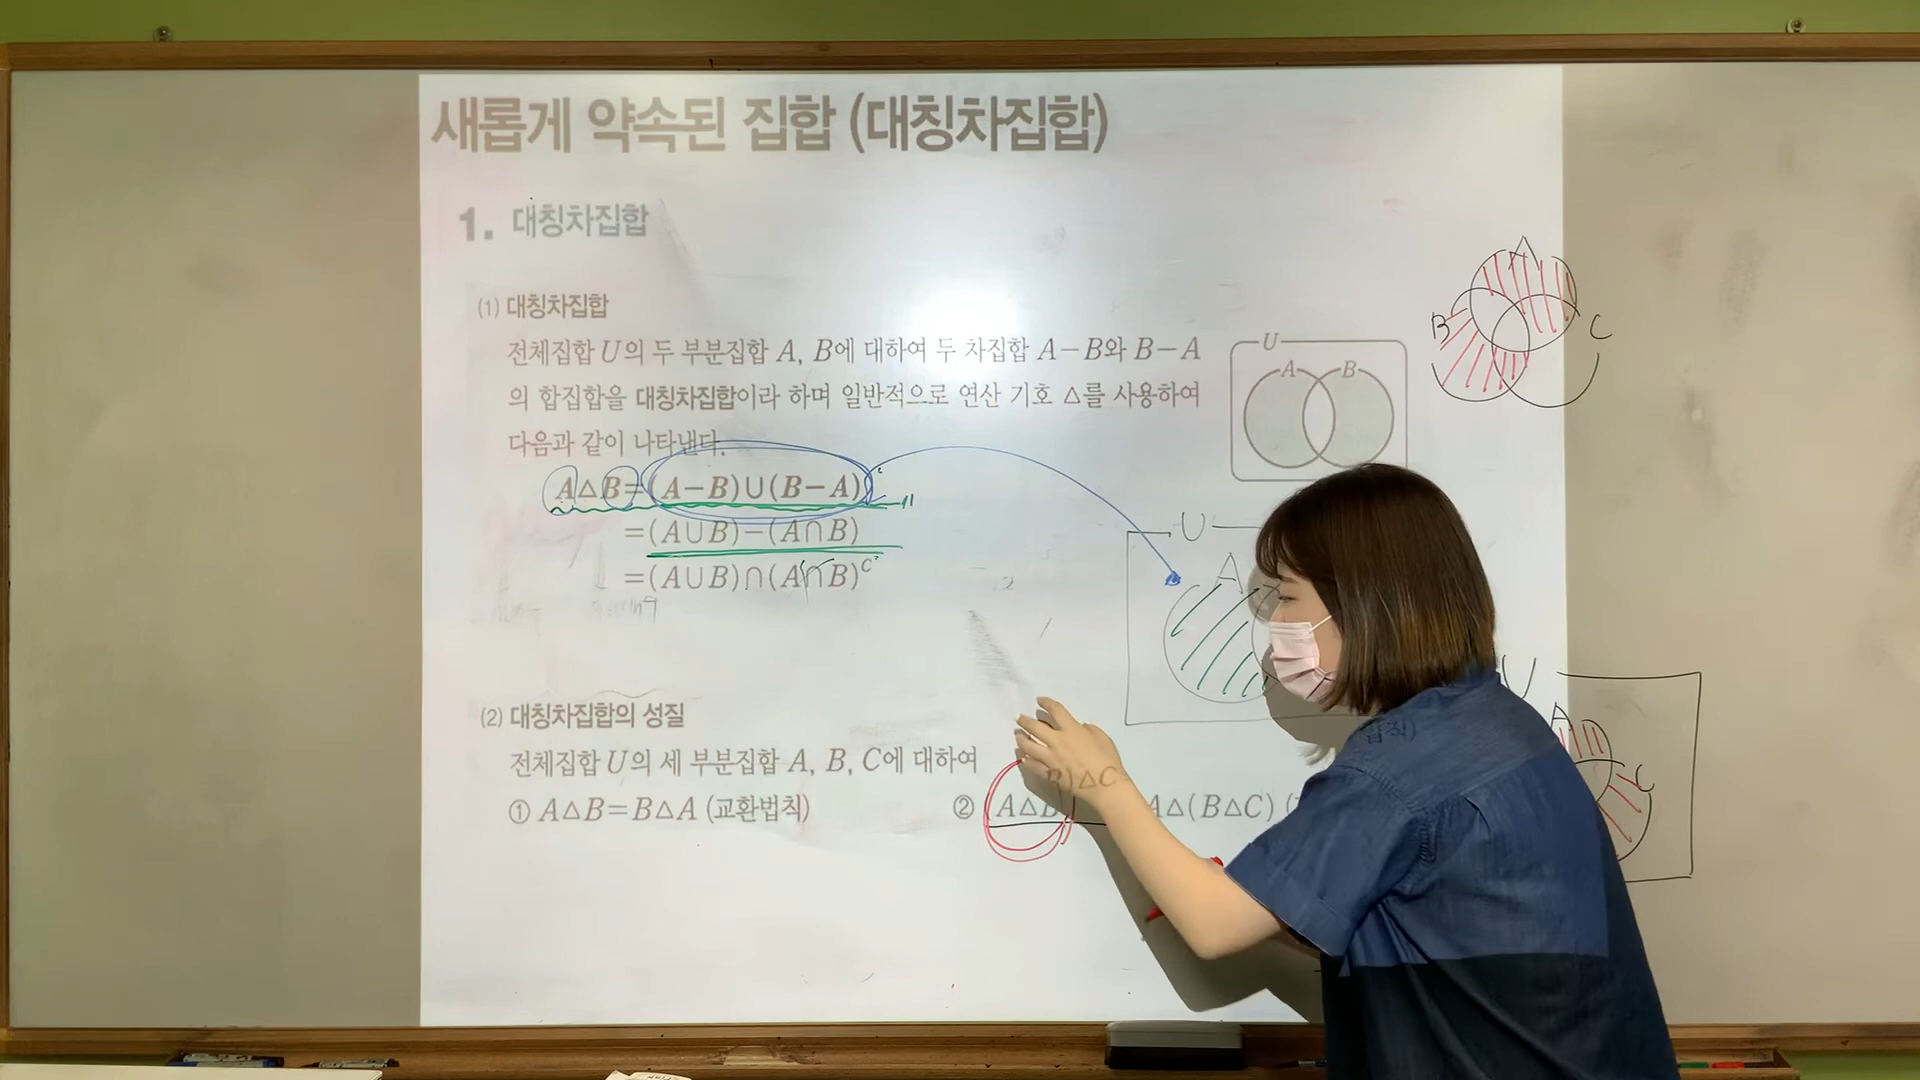 새롭게 약속된 집합 (대칭차집합)
1. 대칭차집합
(1) 대칭차집합
전체집합 U의 두 부분집합 A, B에 대하여 두 차집합 A-B와 B-A
의 합집합을 대칭차집합이라 하며 일반적으로 연산 기호 △를 사용하여
다음과 같이 나타낸다.
A△B=(A-B)∪(B-A)
=(A∪B)-(A∩B)
=(A∪B)∩(A∩B)ᶜ
U
A B
A
B C
U
A
(2) 대칭차집합의 성질
전체집합 U의 세 부분집합 A, B, C에 대하여
① A△B=B△A (교환법칙)
② (A△B)△C
A△(B△C)
U
A
C